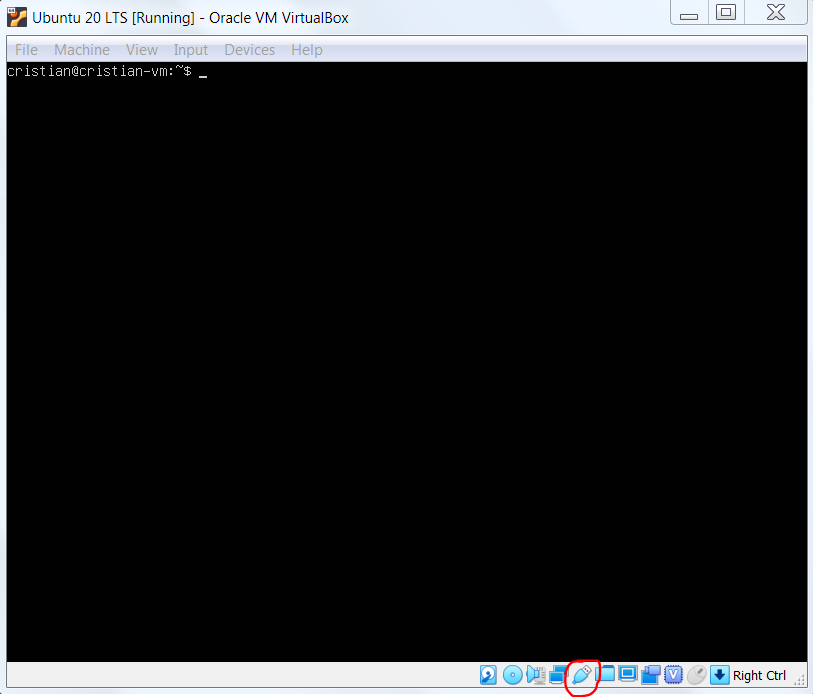 Ubuntu 20 LTS [Running] - Oracle VM VirtualBox
File Machine View Input Devices Help
cristian@cristian-vm:~$ _
V Right Ctrl